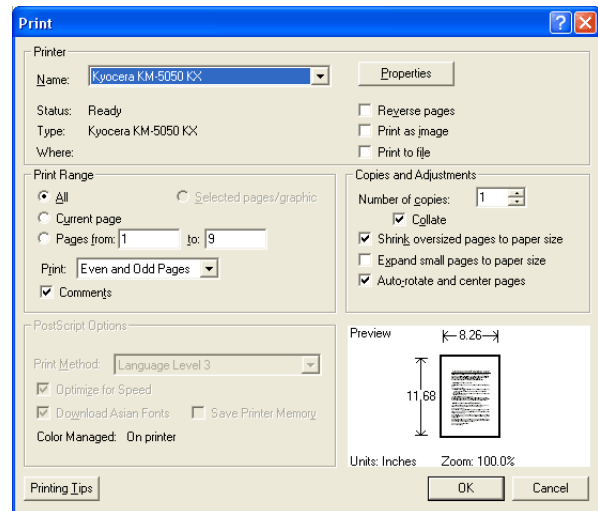 Print
Printer
Name: Kyocera KM-5050 KX
Properties
Status: Ready
Type: Kyocera KM-5050 KX
Where:
Reverse pages
Print as image
Print to file
Print Range
All
Selected pages/graphic
Current page
Pages from: 1 to: 9
Print: Even and Odd Pages
Comments
Copies and Adjustments
Number of copies: 1
Collate
Shrink oversized pages to paper size
Expand small pages to paper size
Auto-rotate and center pages
PostScript Options
Print Method: Language Level 3
Optimize for Speed
Download Asian Fonts Save Printer Memory
Color Managed: On printer
Preview
8.26
11.68
Units: Inches Zoom: 100.0%
Printing Tips
OK
Cancel